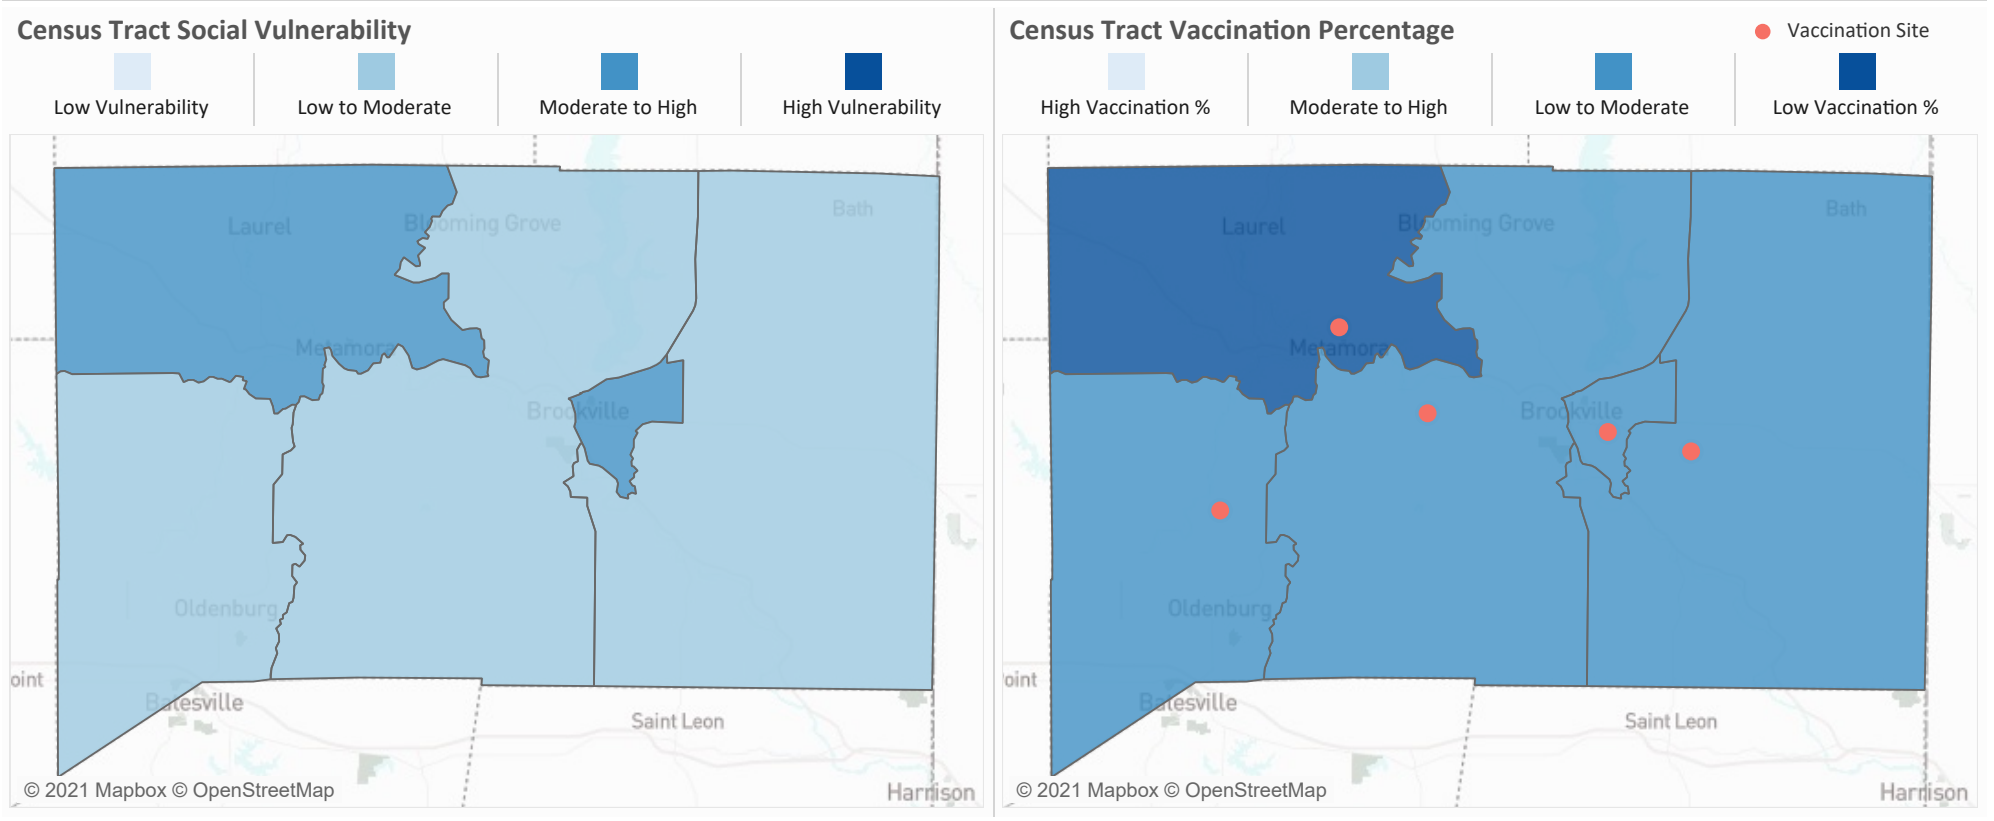 Census Tract Social Vulnerability
Low Vulnerability
Low to Moderate
Moderate to High
High Vulnerability
Laurel
Blooming Grove
Bath
Metamora
Brookville
Oldenburg
oint
Batesville
Saint Leon
Harrison
© 2021 Mapbox © OpenStreetMap
Census Tract Vaccination Percentage
Vaccination Site
High Vaccination %
Moderate to High
Low to Moderate
Low Vaccination %
Laurel
Blooming Grove
Bath
Metamora
Brookville
Oldenburg
oint
Batesville
Saint Leon
Harrison
© 2021 Mapbox © OpenStreetMap